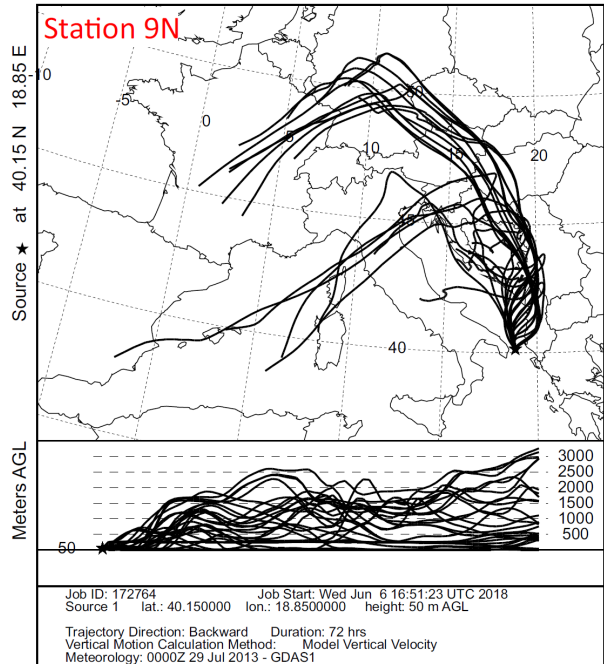 Station 9N
Source ★ at 40.15 N 18.85 E
-10
-5
0
5
10
15
20
50
45
40
Meters AGL
3000
2500
2000
1500
1000
500
50
Job ID: 172764 Job Start: Wed Jun 6 16:51:23 UTC 2018
Source 1 lat.: 40.150000 lon.: 18.850000 height: 50 m AGL
Trajectory Direction: Backward Duration: 72 hrs
Vertical Motion Calculation Method: Model Vertical Velocity
Meteorology: 0000Z 29 Jul 2013 - GDAS1